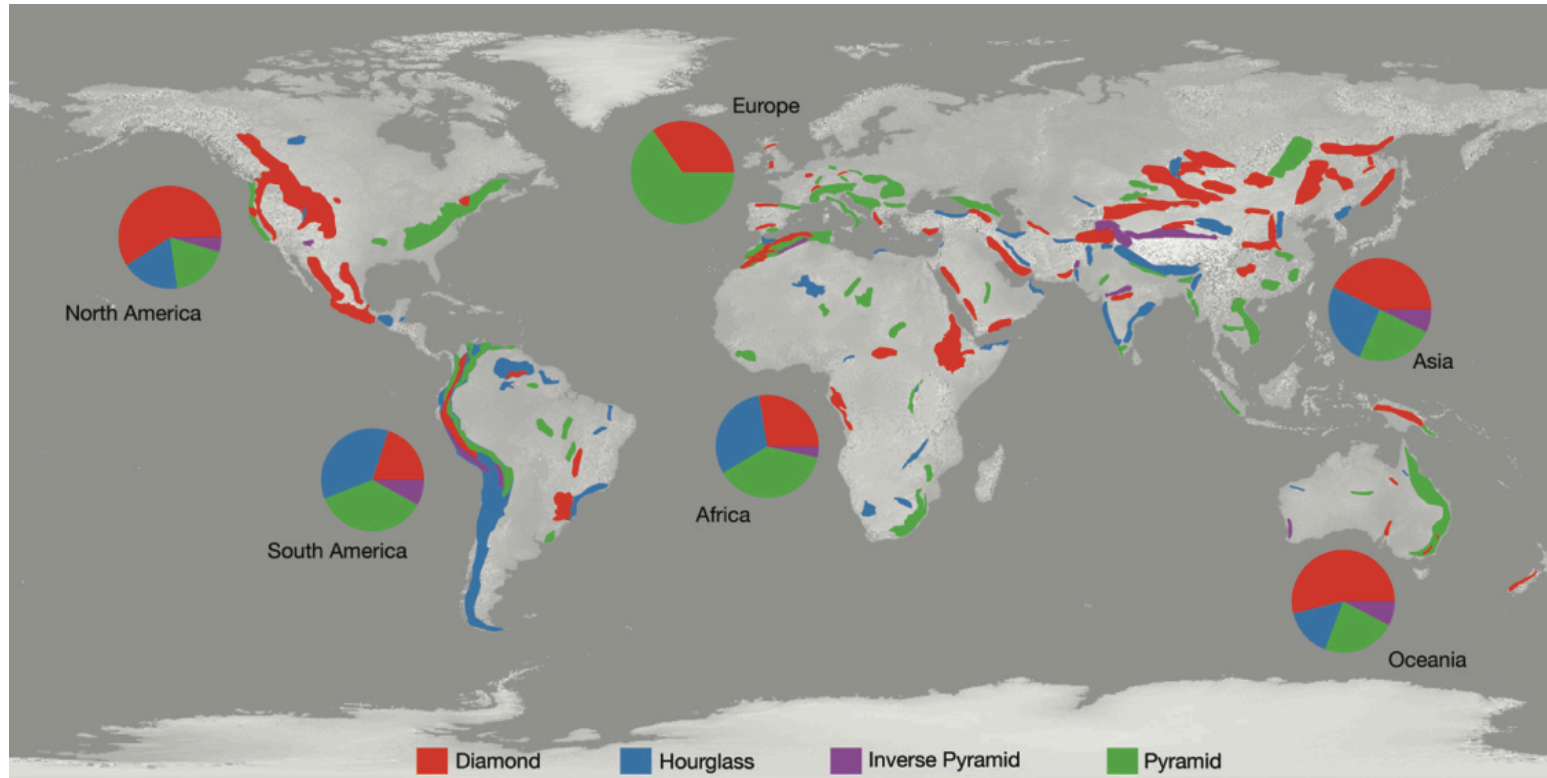 Europe
North America
Asia
South America
Africa
Oceania
Diamond
Hourglass
Inverse Pyramid
Pyramid